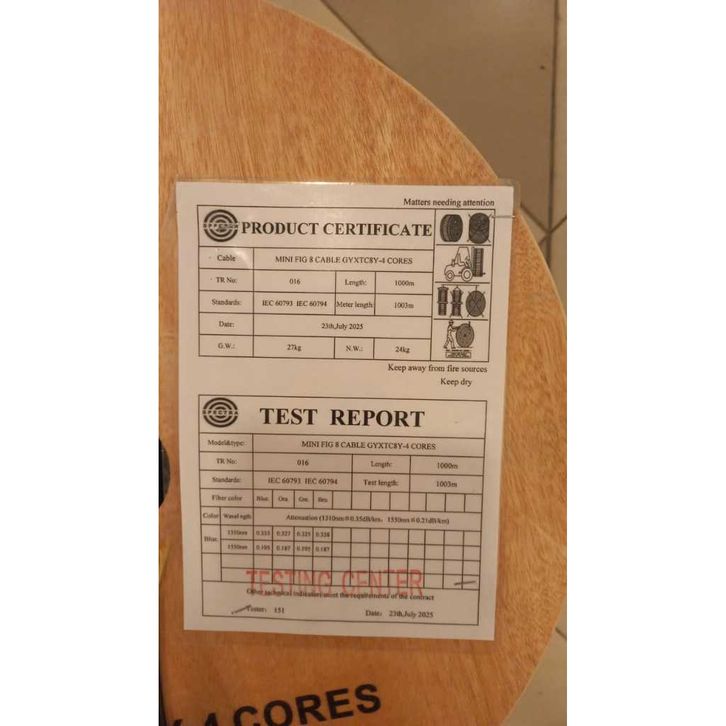 Matters needing attention
SPECTRA
PRODUCT CERTIFICATE
Cable MINI FIG 8 CABLE GYXTC8Y-4 CORES
TR No: 016 Length: 1000m
Standards: IEC 60793 IEC 60794 Meter length 1003m
Date: 23th,July 2025
G.W.: 27kg N.W.: 24kg
Keep away from fire sources
Keep dry
SPECTRA
TEST REPORT
Model&type: MINI FIG 8 CABLE GYXTC8Y-4 CORES
TR No: 016 Length: 1000m
Standards: IEC 60793 IEC 60794 Test length: 1003m
Fiber color Blue. Ora. Gre. Bro.
Color Wavelength Attenuation (1310nm≤0.35dB/km, 1550nm≤0.21dB/km)
Blue. 1310nm 0.333 0.327 0.325 0.328
1550nm 0.195 0.187 0.195 0.187
TESTING CENTER
Other technical indicators meet the requirements of the contract
Tester: 151 Date: 23th,July 2025
4 CORES